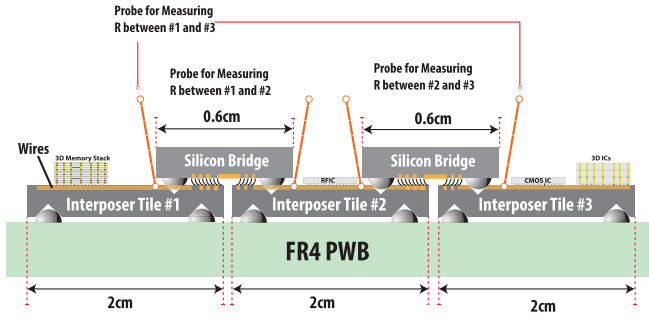 Probe for Measuring
R between #1 and #3
Probe for Measuring
R between #1 and #2
Probe for Measuring
R between #2 and #3
0.6cm
0.6cm
Wires
3D Memory Stack
Silicon Bridge
RFIC
Silicon Bridge
CMOS IC
3D ICs
Interposer Tile #1
Interposer Tile #2
Interposer Tile #3
FR4 PWB
2cm
2cm
2cm